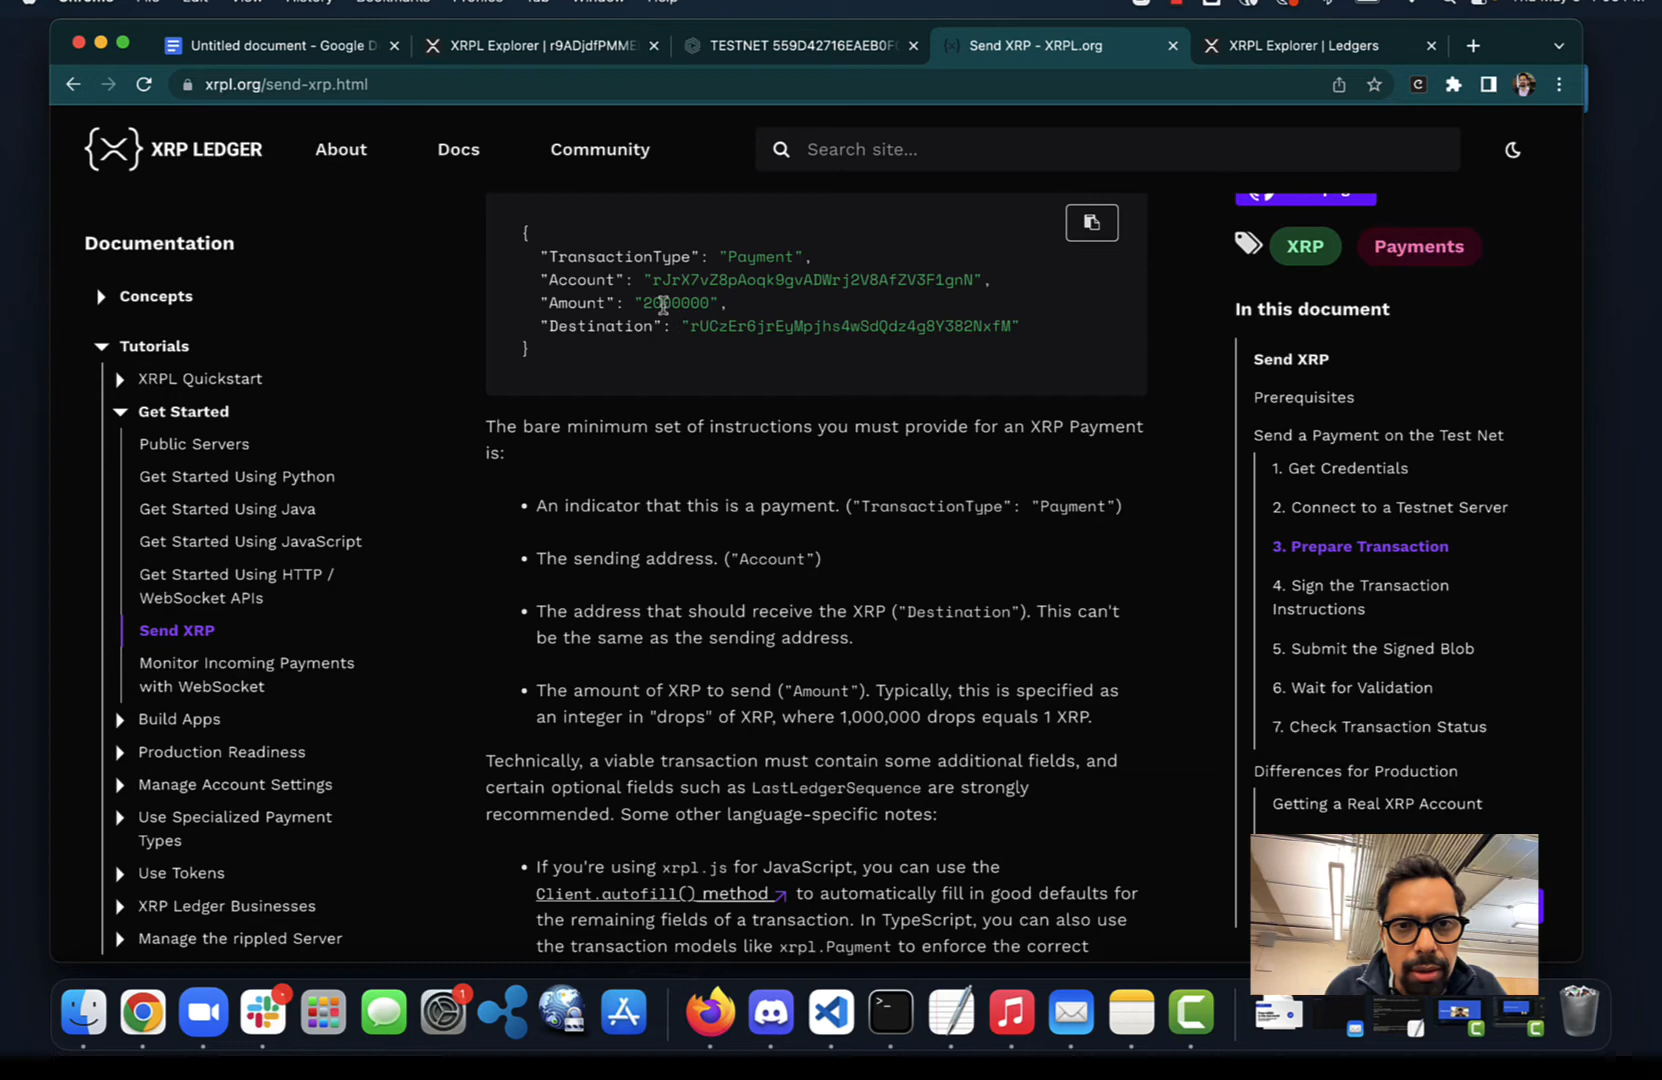 Untitled document - Google D
XRPL Explorer | r9ADjdfPMME
TESTNET 559D42716EAEB0F
Send XRP - XRPL.org
XRPL Explorer | Ledgers
xrpl.org/send-xrp.html
XRP LEDGER
About
Docs
Community
Search site...
Documentation
Concepts
Tutorials
XRPL Quickstart
Get Started
Public Servers
Get Started Using Python
Get Started Using Java
Get Started Using JavaScript
Get Started Using HTTP /
WebSocket APIs
Send XRP
Monitor Incoming Payments
with WebSocket
Build Apps
Production Readiness
Manage Account Settings
Use Specialized Payment
Types
Use Tokens
XRP Ledger Businesses
Manage the rippled Server
{
"TransactionType": "Payment",
"Account": "rJrX7vZ8pAoqk9gvADWrj2V8AfZV3F1gnN",
"Amount": "2000000",
"Destination": "rUCzEr6jrEyMpjhs4wSdQdz4g8Y382NxfM"
}
The bare minimum set of instructions you must provide for an XRP Payment
is:
• An indicator that this is a payment. ("TransactionType": "Payment")
• The sending address. ("Account")
• The address that should receive the XRP ("Destination"). This can't
be the same as the sending address.
• The amount of XRP to send ("Amount"). Typically, this is specified as
an integer in "drops" of XRP, where 1,000,000 drops equals 1 XRP.
Technically, a viable transaction must contain some additional fields, and
certain optional fields such as LastLedgerSequence are strongly
recommended. Some other language-specific notes:
• If you're using xrpl.js for JavaScript, you can use the
Client.autofill() method to automatically fill in good defaults for
the remaining fields of a transaction. In TypeScript, you can also use
the transaction models like xrpl.Payment to enforce the correct
XRP
Payments
In this document
Send XRP
Prerequisites
Send a Payment on the Test Net
1. Get Credentials
2. Connect to a Testnet Server
3. Prepare Transaction
4. Sign the Transaction
Instructions
5. Submit the Signed Blob
6. Wait for Validation
7. Check Transaction Status
Differences for Production
Getting a Real XRP Account
1